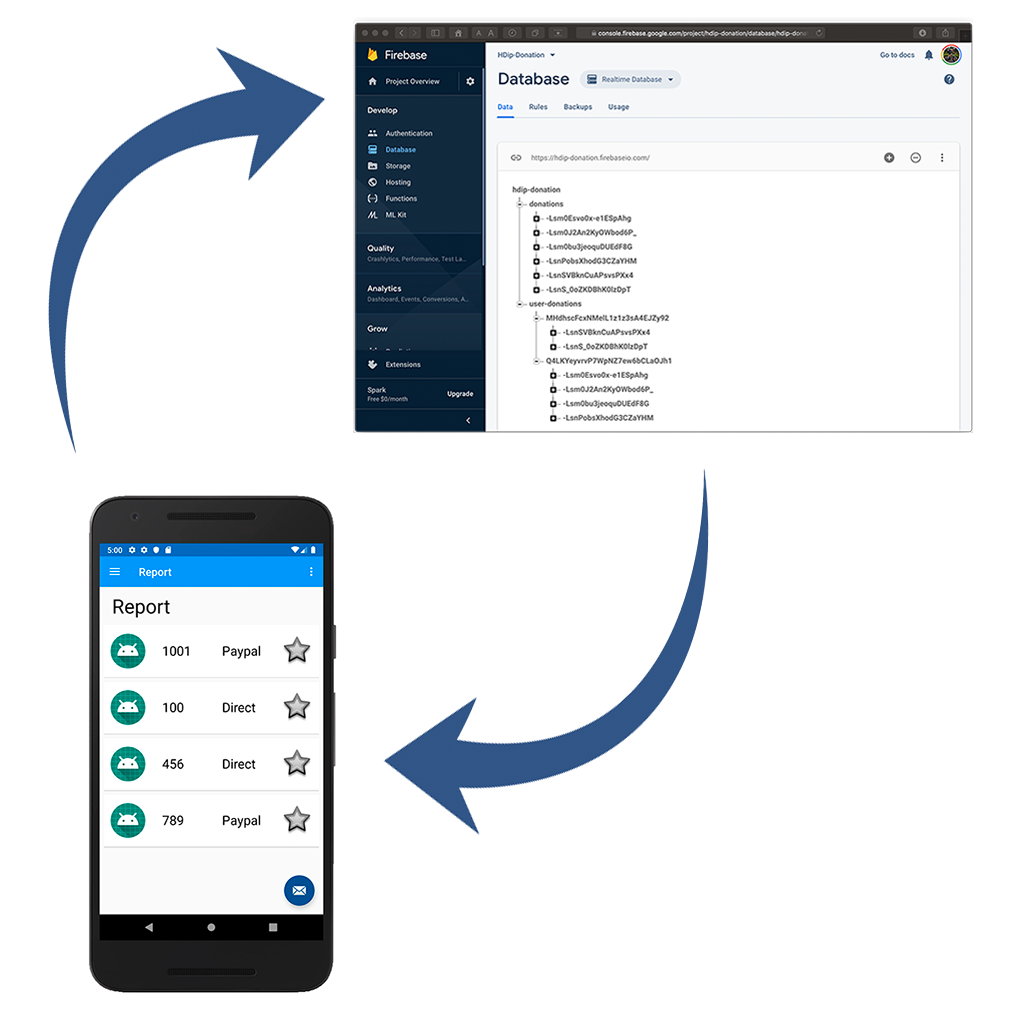 console.firebase.google.com/project/hdip-donation/database/hdip-don
Firebase
Project Overview
Develop
Authentication
Database
Storage
Hosting
Functions
ML Kit
Quality
Crashlytics, Performance, Test La...
Analytics
Dashboard, Events, Conversions, A...
Grow
Extensions
Spark
Free $0/month
Upgrade
HDip-Donation
Go to docs
Database
Realtime Database
Data Rules Backups Usage
https://hdip-donation.firebaseio.com/
hdip-donation
donations
-Lsm0Esvo0x-e1ESpAhg
-Lsm0J2An2KyOWbod6P_
-Lsm0bu3jeoquDUEdF8G
-LsnPobsXhodG3CZaYHM
-LsnSVBknCuAPsvsPXx4
-LsnS_0oZKDBhK0lzDpT
user-donations
MHdhscFcxNMelL1z1z3sA4EJZy92
-LsnSVBknCuAPsvsPXx4
-LsnS_0oZKDBhK0lzDpT
Q4LKYeyvrvP7WpNZ7ew6bCLaOJh1
-Lsm0Esvo0x-e1ESpAhg
-Lsm0J2An2KyOWbod6P_
-Lsm0bu3jeoquDUEdF8G
-LsnPobsXhodG3CZaYHM
5:00
Report
Report
1001 Paypal
100 Direct
456 Direct
789 Paypal